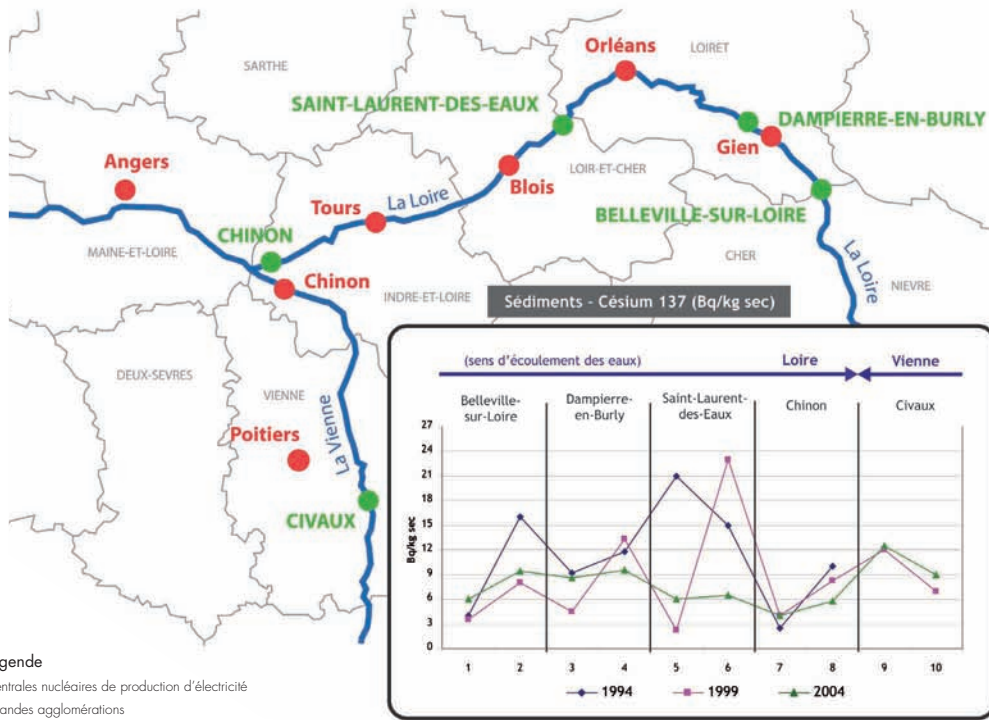 Orléans
LOIRET
SARTHE
SAINT-LAURENT-DES-EAUX
DAMPIERRE-EN-BURLY
Gien
Angers
LOIR-ET-CHER
Blois
La Loire
Tours
BELLEVILLE-SUR-LOIRE
CHINON
MAINE-ET-LOIRE
CHER
La Loire
Chinon
NIÈVRE
INDRE-ET-LOIRE
Sédiments - Césium 137 (Bq/kg sec)
DEUX-SEVRES
VIENNE
Poitiers
La Vienne
CIVAUX
(sens d'écoulement des eaux)
Loire
Vienne
Belleville-
sur-Loire
Dampierre-
en-Burly
Saint-Laurent-
des-Eaux
Chinon
Civaux
Bq/kg sec
27
24
21
18
15
12
9
6
3
0
1 2 3 4 5 6 7 8 9 10
1994 1999 2004
gende
entrales nucléaires de production d'électricité
andes agglomérations